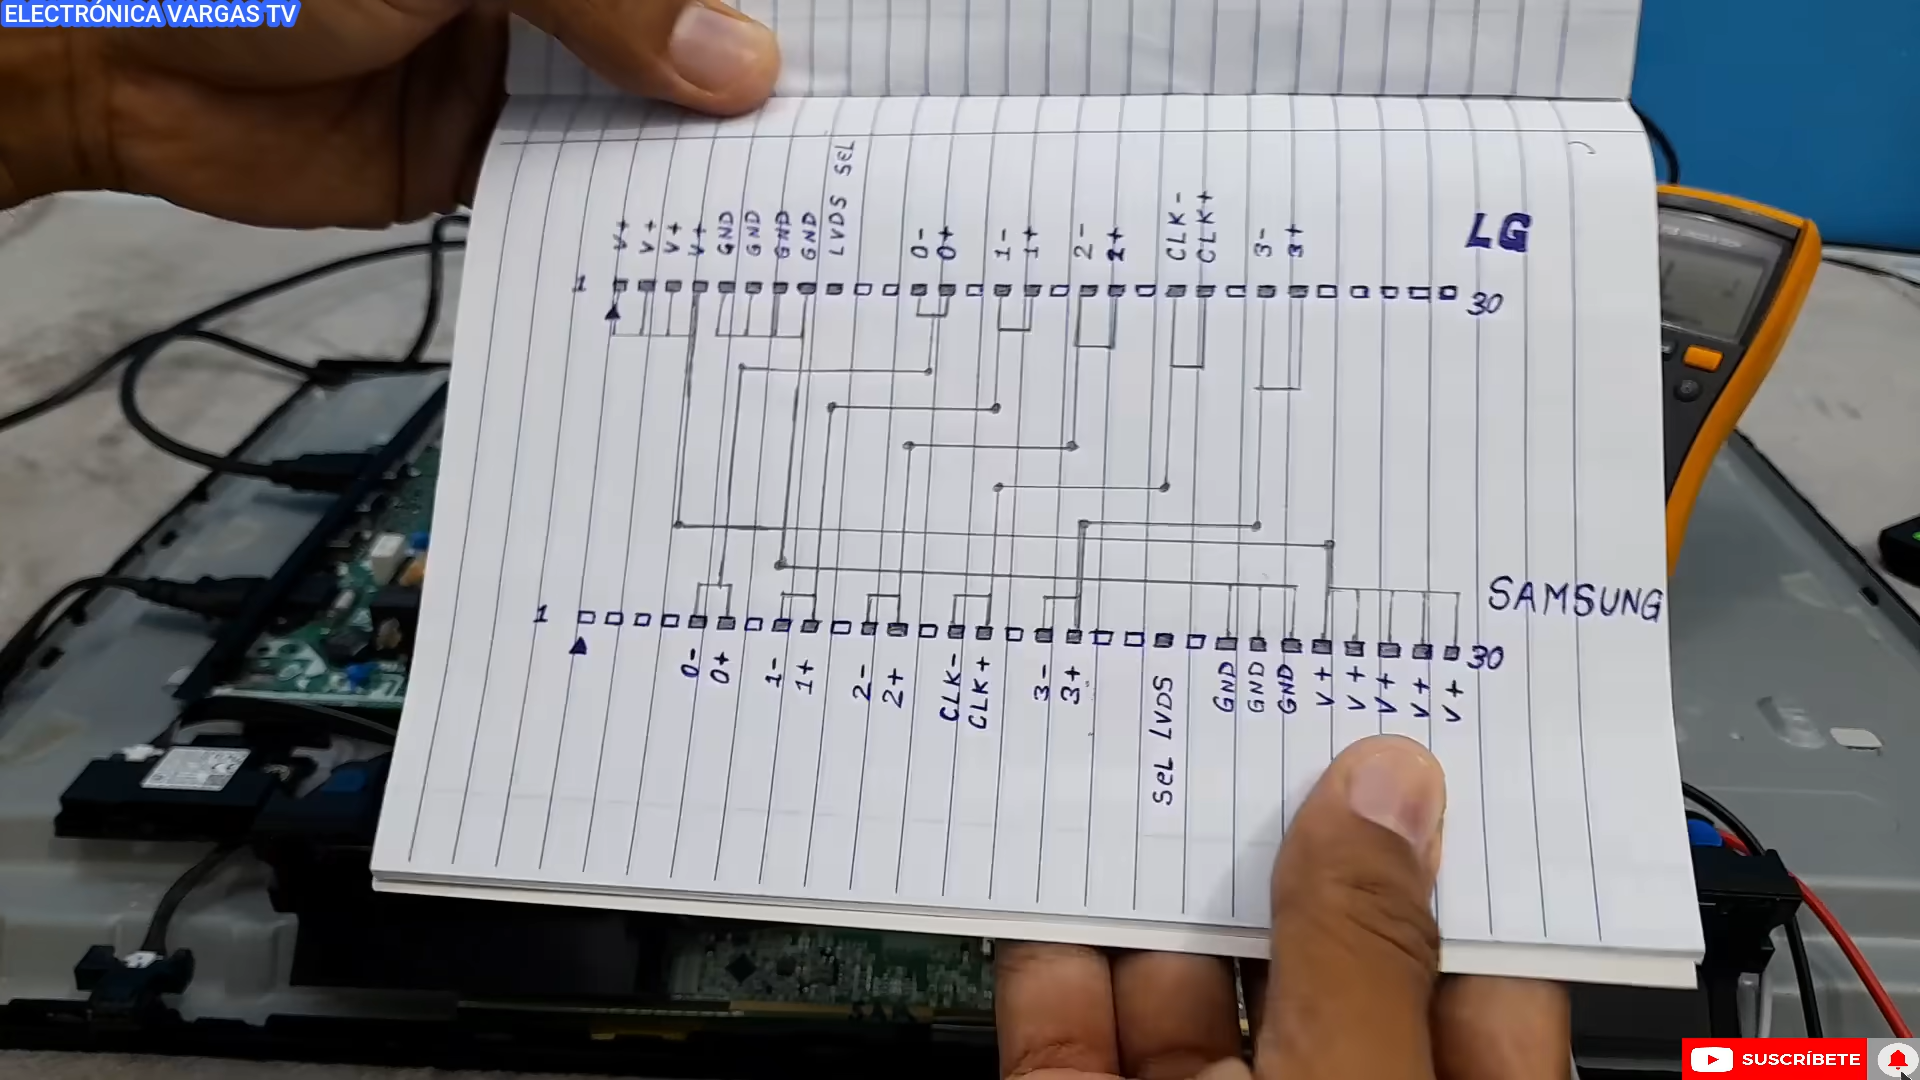 ELECTRÓNICA VARGAS TV
V+ V+ V+ V+ GND GND GND GND LVDS SEL 0- 0+ 1- 1+ 2- 2+ CLK- CLK+ 3- 3+ LG
1 30
SAMSUNG
1 30
0- 0+ 1- 1+ 2- 2+ CLK- CLK+ 3- 3+ SEL LVDS GND GND GND V+ V+ V+ V+ V+
SUSCRÍBETE